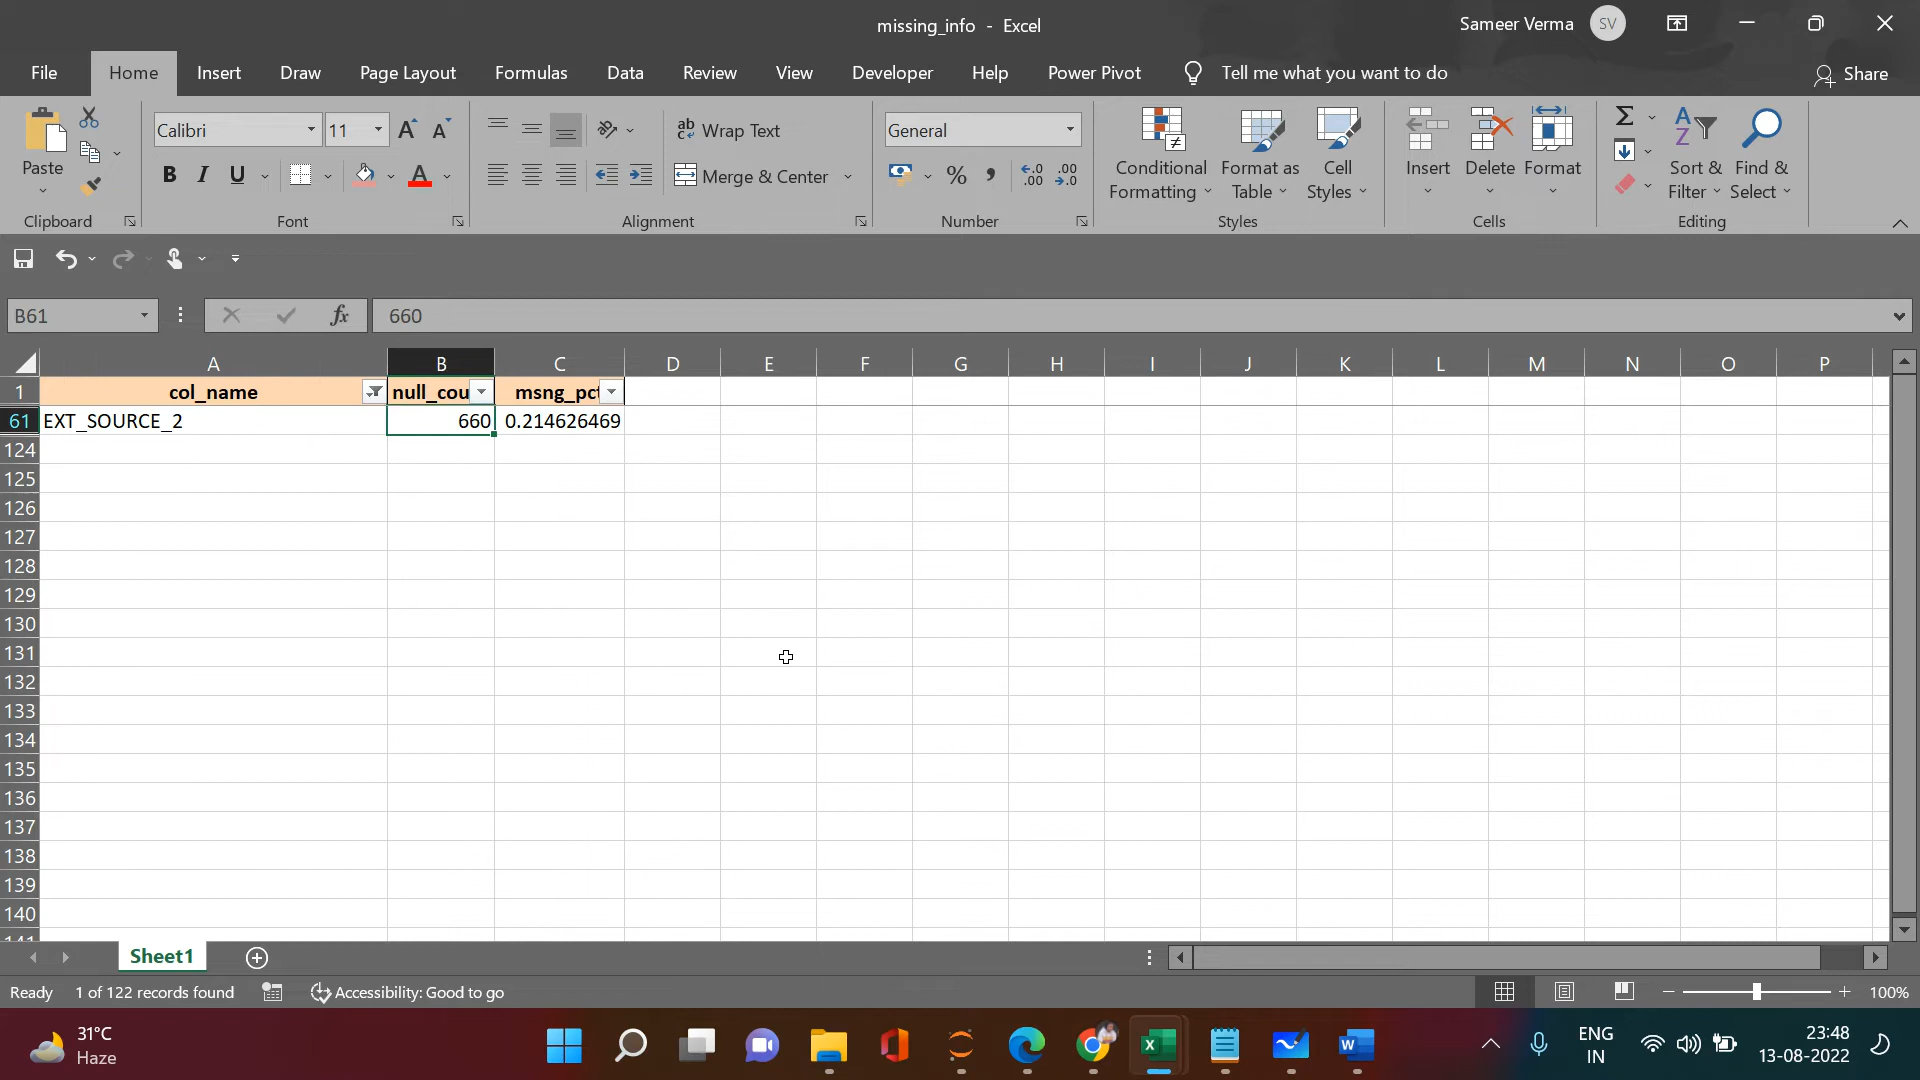 missing_info - Excel
Sameer Verma SV
File Home Insert Draw Page Layout Formulas Data Review View Developer Help Power Pivot Tell me what you want to do Share
Paste
Clipboard
Calibri 11
B I U
Font
Wrap Text
Merge & Center
Alignment
General
% ,
Number
Conditional Formatting
Format as Table
Cell Styles
Styles
Insert Delete Format
Cells
Sort & Filter
Find & Select
Editing
B61 fx 660
A B C D E F G H I J K L M N O P
1 col_name null_cou msng_pct
61 EXT_SOURCE_2 660 0.214626469
124
125
126
127
128
129
130
131
132
133
134
135
136
137
138
139
140
Sheet1
Ready 1 of 122 records found Accessibility: Good to go 100%
31°C
Haze
ENG
IN
23:48
13-08-2022